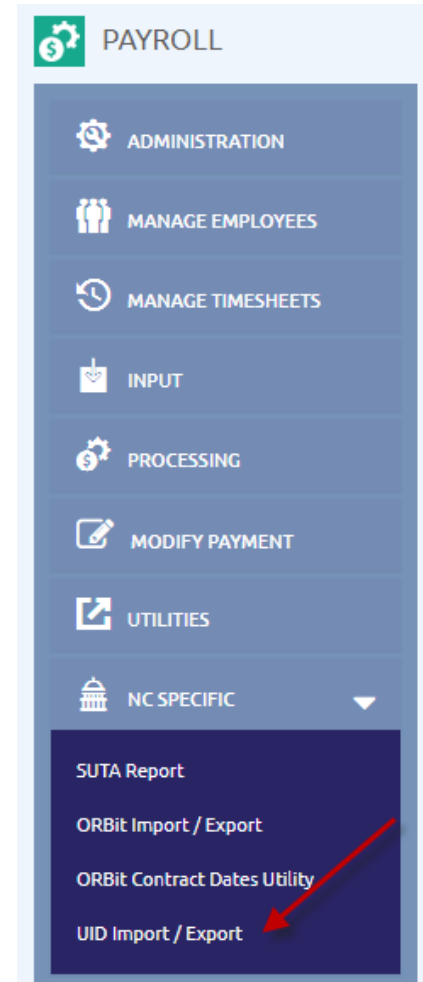 PAYROLL
ADMINISTRATION
MANAGE EMPLOYEES
MANAGE TIMESHEETS
INPUT
PROCESSING
MODIFY PAYMENT
UTILITIES
NC SPECIFIC
SUTA Report
ORBit Import / Export
ORBit Contract Dates Utility
UID Import / Export